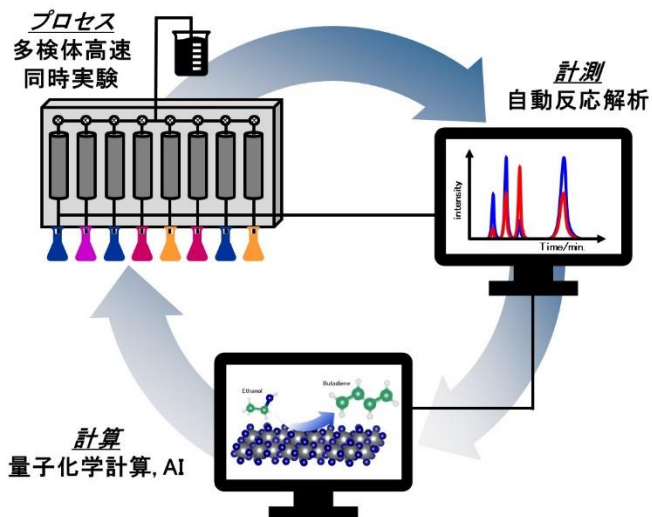 プロセス
多検体高速
同時実験
計測
自動反応解析
intensity
Time/min.
Ethanol
Butadiene
計算
量子化学計算, AI